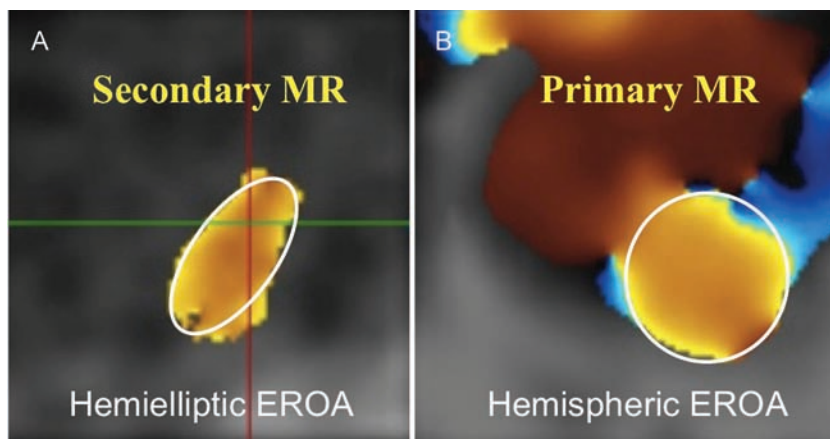 A
Secondary MR
Hemielliptic EROA
B
Primary MR
Hemispheric EROA